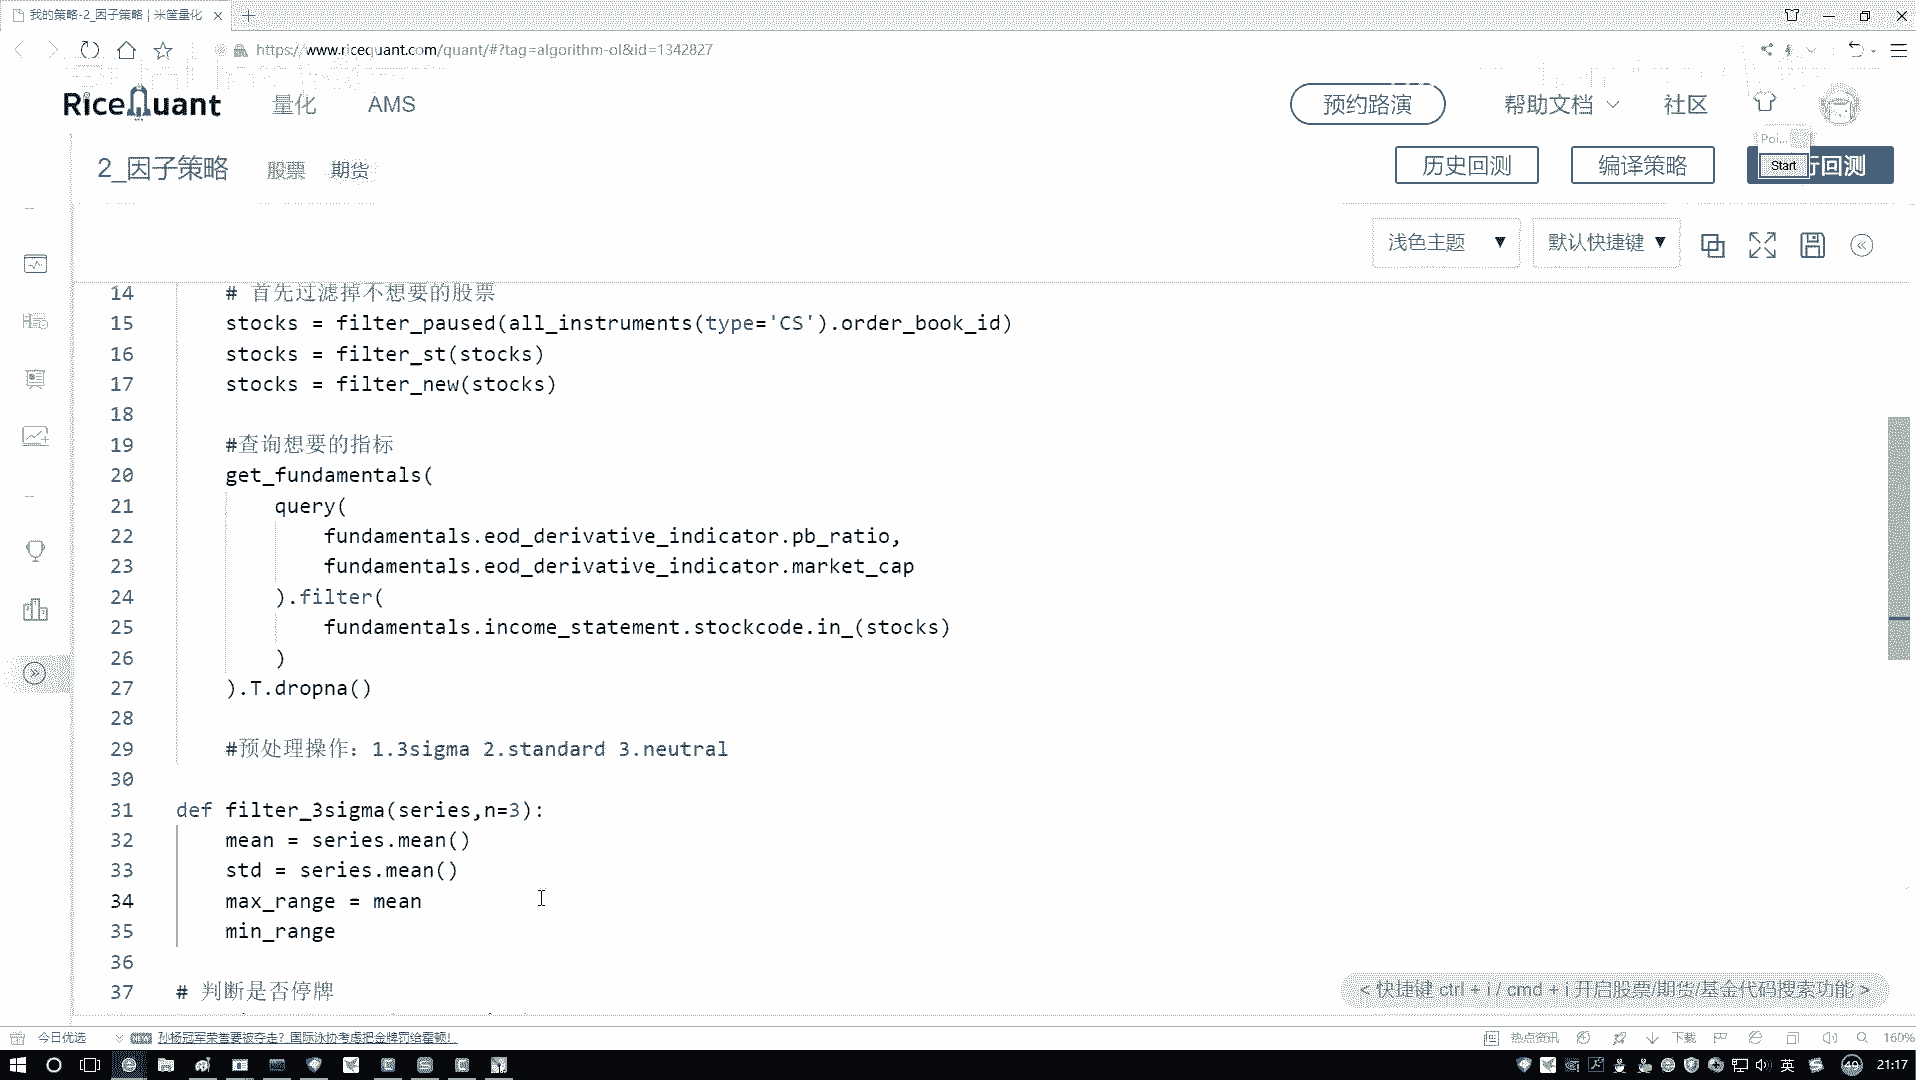 我的策略-2_因子策略 | 米筐量化
https://www.ricequant.com/quant/#?tag=algorithm-ol&id=1342827
RiceQuant 量化 AMS 预约路演 帮助文档 社区
Poi...
2_因子策略 股票 期货 历史回测 编译策略 Start 行回测
浅色主题 默认快捷键
14 # 首先过滤掉不想要的股票
15 stocks = filter_paused(all_instruments(type='CS').order_book_id)
16 stocks = filter_st(stocks)
17 stocks = filter_new(stocks)
18
19 #查询想要的指标
20 get_fundamentals(
21 query(
22 fundamentals.eod_derivative_indicator.pb_ratio,
23 fundamentals.eod_derivative_indicator.market_cap
24 ).filter(
25 fundamentals.income_statement.stockcode.in_(stocks)
26 )
27 ).T.dropna()
28
29 #预处理操作：1.3sigma 2.standard 3.neutral
30
31 def filter_3sigma(series,n=3):
32 mean = series.mean()
33 std = series.mean()
34 max_range = mean
35 min_range
36
37 # 判断是否停牌
< 快捷键 ctrl + i / cmd + i 开启股票/期货/基金代码搜索功能 >
今日优选 孙杨冠军荣誉要被夺走？国际泳协考虑把金牌罚给霍顿！ 热点资讯 下载 160%
英 49 21:17